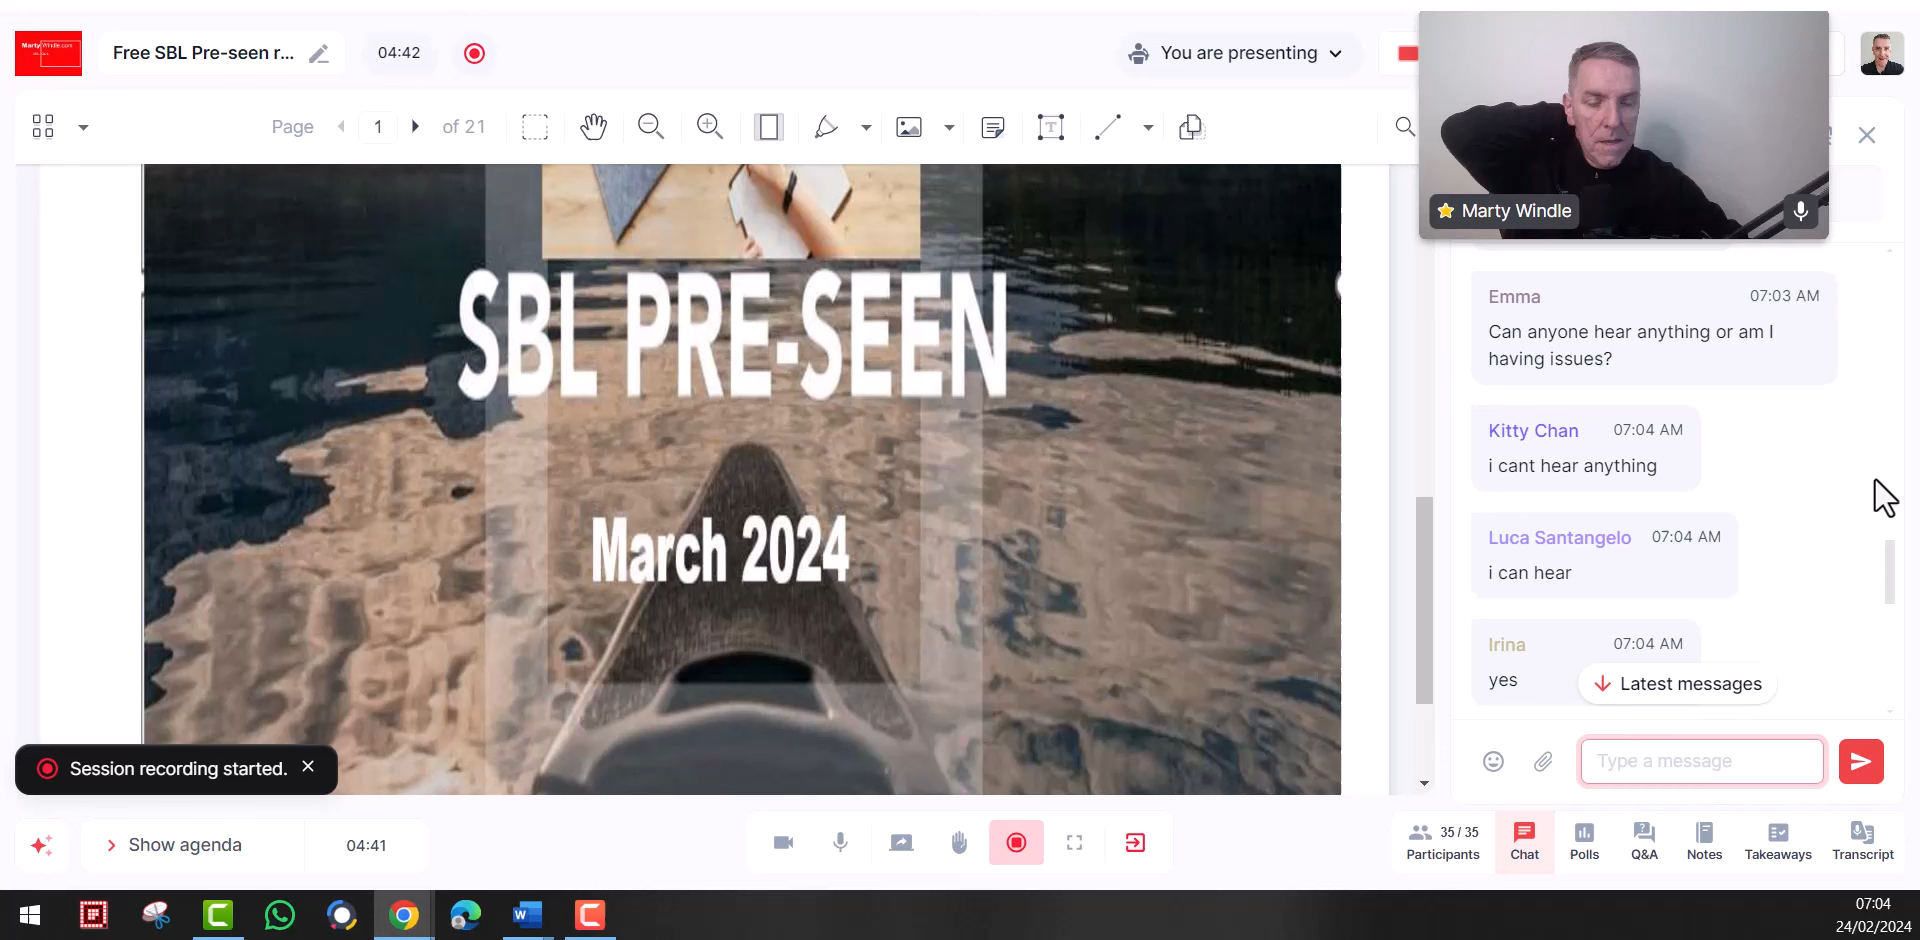 MartyWindle.com
Free SBL Pre-seen r...
04:42
You are presenting
Page
1
of 21
Marty Windle
SBL PRE-SEEN
March 2024
Emma
07:03 AM
Can anyone hear anything or am I
having issues?
Kitty Chan
07:04 AM
i cant hear anything
Luca Santangelo
07:04 AM
i can hear
Irina
07:04 AM
yes
Latest messages
Type a message
Session recording started.
Show agenda
04:41
35 / 35
Participants
Chat
Polls
Q&A
Notes
Takeaways
Transcript
07:04
24/02/2024